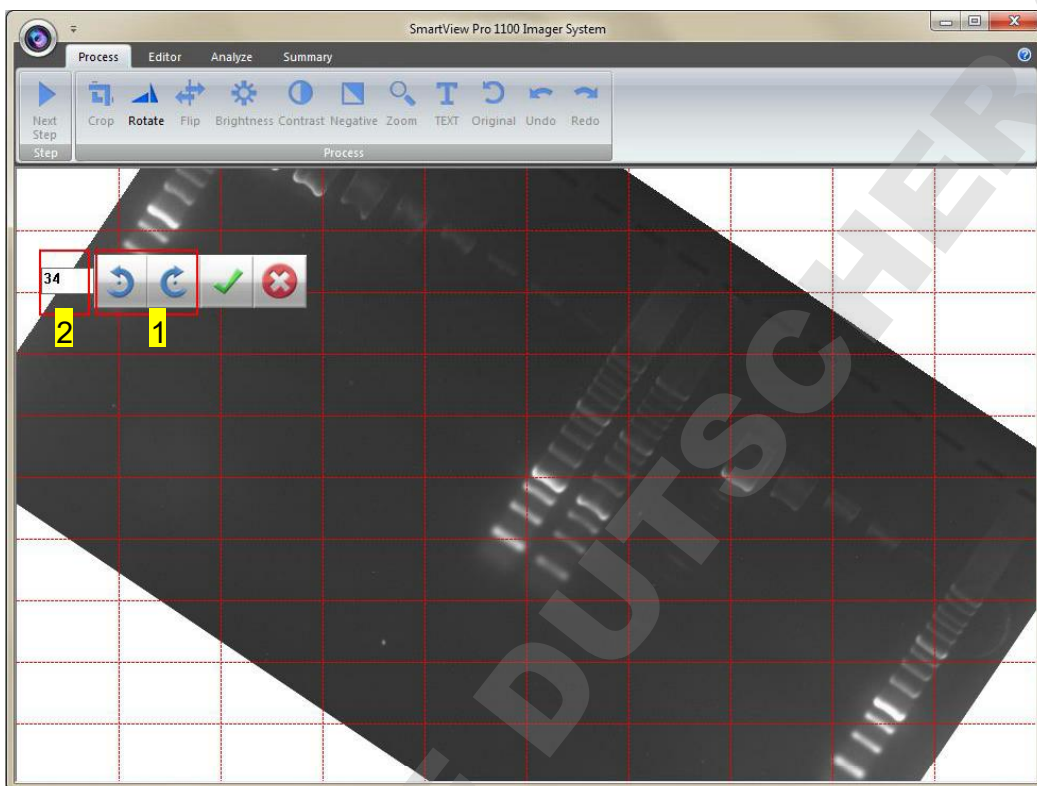 SmartView Pro 1100 Imager System
Process Editor Analyze Summary
Next Step
Crop Rotate Flip Brightness Contrast Negative Zoom TEXT Original Undo Redo
Step Process
34
2 1
DUTSCHER